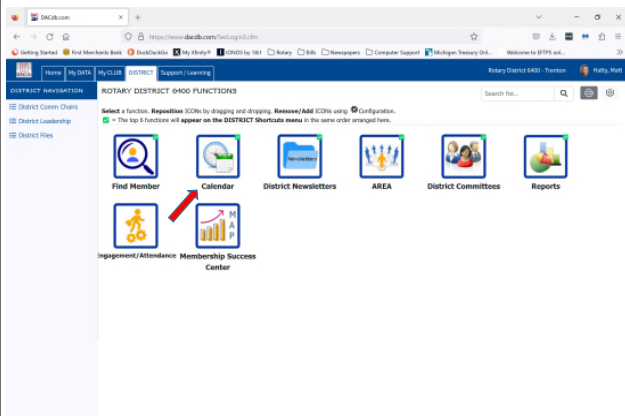 DACdb.com
https://www.dacdb.com/SecLogin3.cfm
Getting Started First Merchants Bank DuckDuckGo My Xfinity® IONOS by 1&1 Rotary Bills Newspapers Computer Support Michigan Treasury Onl... Welcome to EFTPS onl...
Home My DATA My CLUB DISTRICT Support / Learning Rotary District 6400 - Trenton Hatty, Matt
DISTRICT NAVIGATION
District Comm Chairs
District Leadership
District Files
ROTARY DISTRICT 6400 FUNCTIONS
Search for...
Select a function. Reposition ICONs by dragging and dropping. Remove/Add ICONs using Configuration.
= The top 6 functions will appear on the DISTRICT Shortcuts menu in the same order arranged here.
Newsletters
Find Member Calendar District Newsletters AREA District Committees Reports
MAP
Engagement/Attendance Membership Success
Center